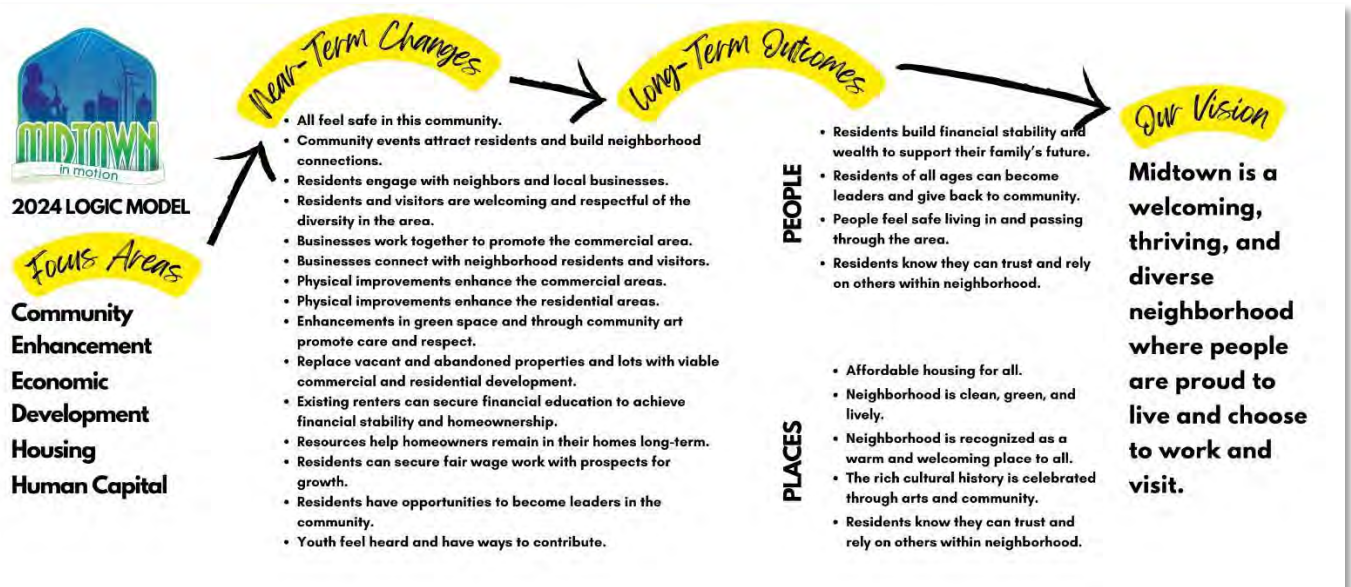 MIDTOWN
in motion
2024 LOGIC MODEL
Focus Areas
Community
Enhancement
Economic
Development
Housing
Human Capital
Near-Term Changes
• All feel safe in this community.
• Community events attract residents and build neighborhood
connections.
• Residents engage with neighbors and local businesses.
• Residents and visitors are welcoming and respectful of the
diversity in the area.
• Businesses work together to promote the commercial area.
• Businesses connect with neighborhood residents and visitors.
• Physical improvements enhance the commercial areas.
• Physical improvements enhance the residential areas.
• Enhancements in green space and through community art
promote care and respect.
• Replace vacant and abandoned properties and lots with viable
commercial and residential development.
• Existing renters can secure financial education to achieve
financial stability and homeownership.
• Resources help homeowners remain in their homes long-term.
• Residents can secure fair wage work with prospects for
growth.
• Residents have opportunities to become leaders in the
community.
• Youth feel heard and have ways to contribute.
Long-Term Outcomes
PEOPLE
• Residents build financial stability and
wealth to support their family's future.
• Residents of all ages can become
leaders and give back to community.
• People feel safe living in and passing
through the area.
• Residents know they can trust and rely
on others within neighborhood.
PLACES
• Affordable housing for all.
• Neighborhood is clean, green, and
lively.
• Neighborhood is recognized as a
warm and welcoming place to all.
• The rich cultural history is celebrated
through arts and community.
• Residents know they can trust and
rely on others within neighborhood.
Our Vision
Midtown is a
welcoming,
thriving, and
diverse
neighborhood
where people
are proud to
live and choose
to work and
visit.